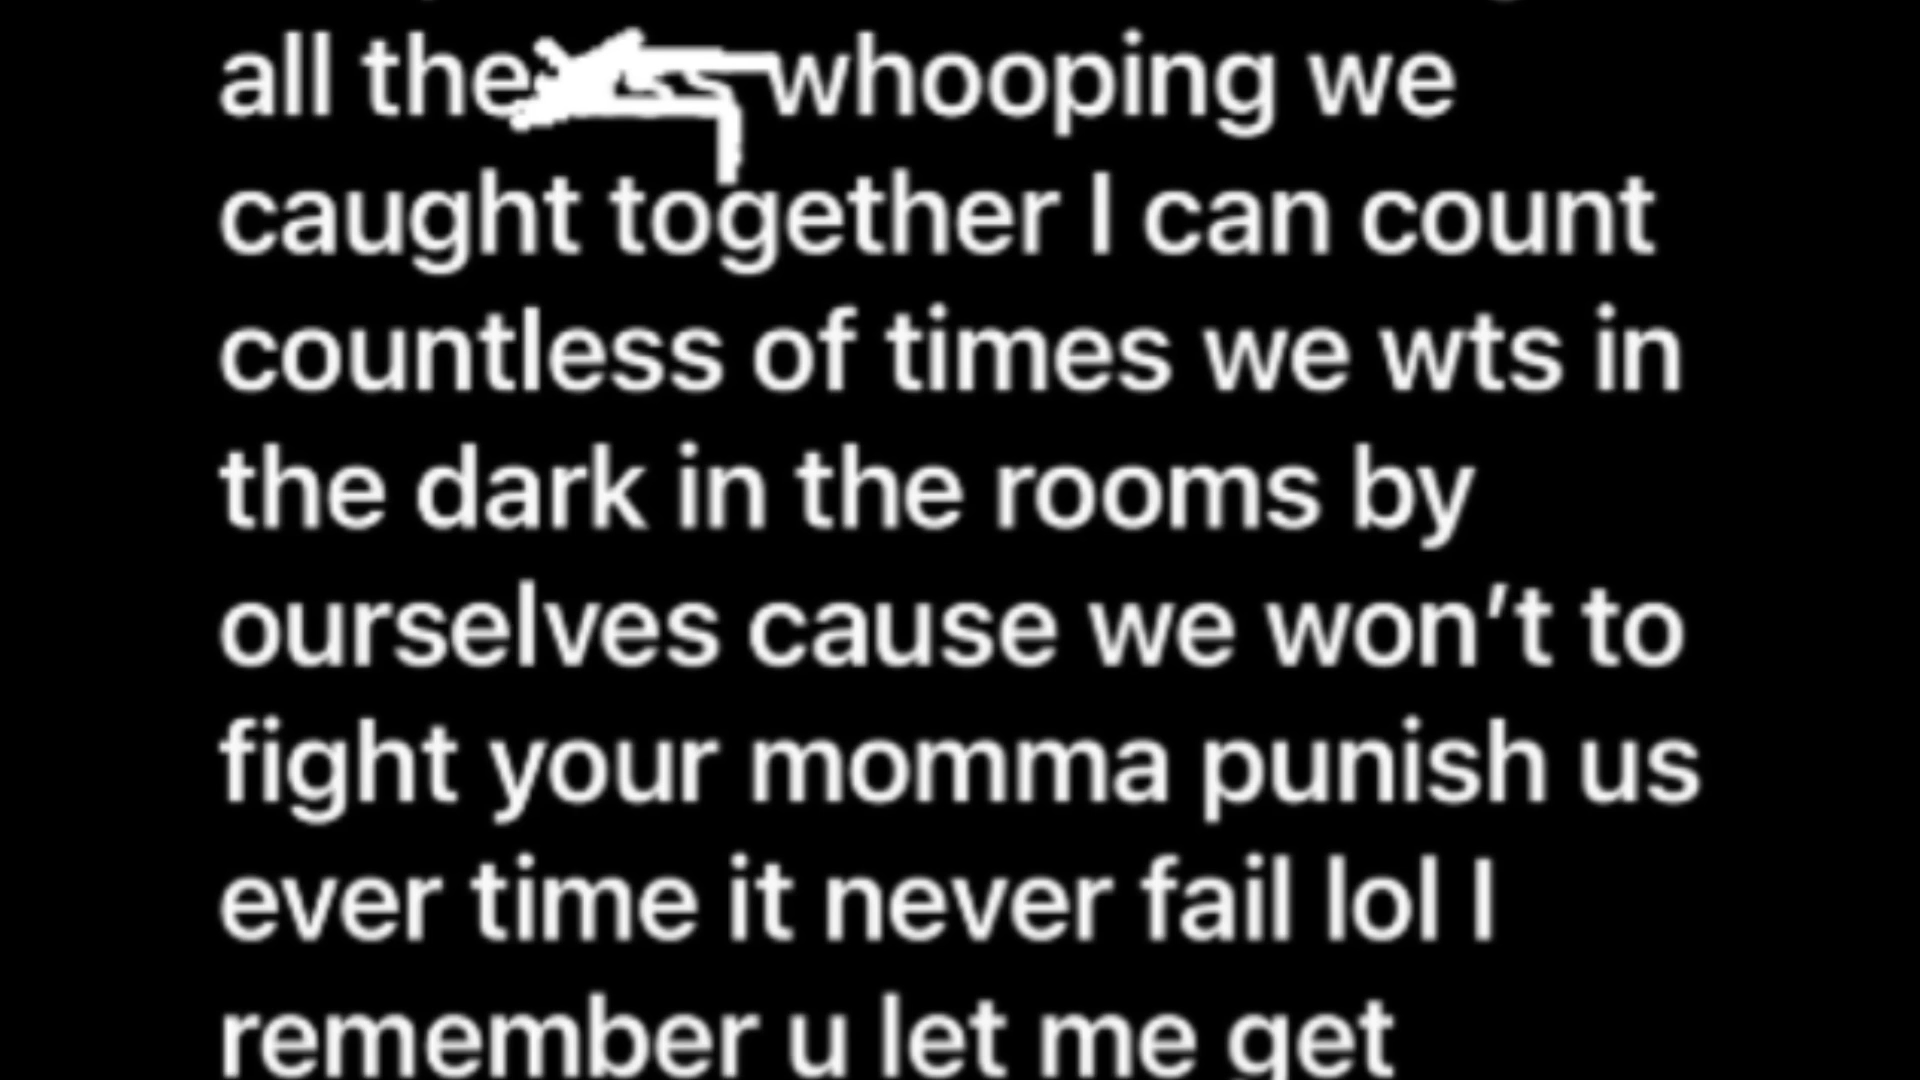 all the whooping we
caught together I can count
countless of times we wts in
the dark in the rooms by
ourselves cause we won't to
fight your momma punish us
ever time it never fail lol I
remember u let me get